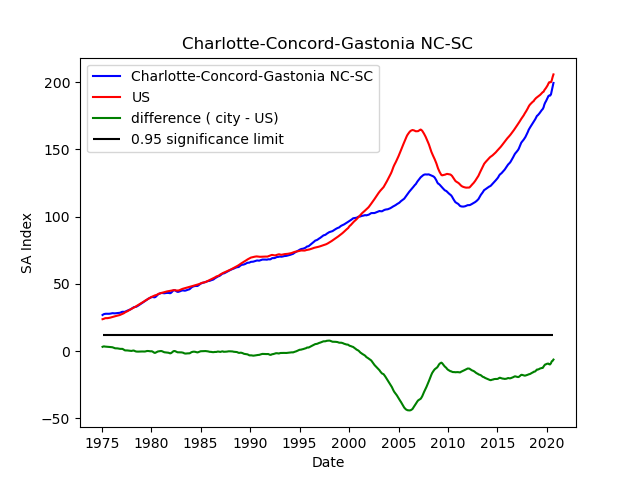 Charlotte-Concord-Gastonia NC-SC
Charlotte-Concord-Gastonia NC-SC
US
difference ( city - US)
0.95 significance limit
SA Index
200
150
100
50
0
−50
1975 1980 1985 1990 1995 2000 2005 2010 2015 2020
Date